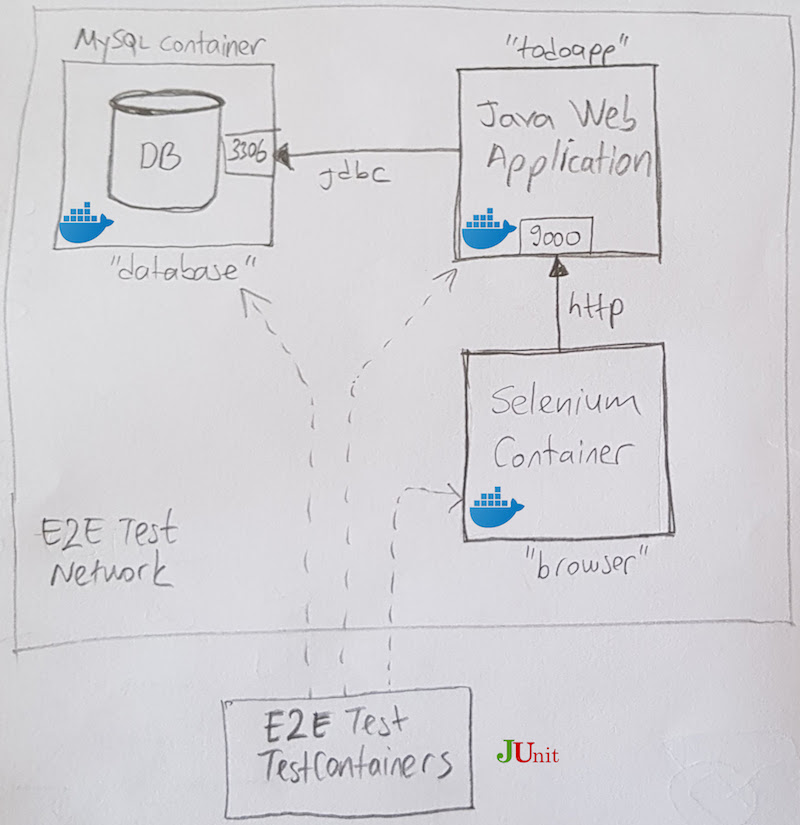 MySQL Container
"todoapp"
DB
3306
jdbc
Java Web
Application
9000
"database"
http
Selenium
Container
"browser"
E2E Test
Network
E2E Test
TestContainers
JUnit